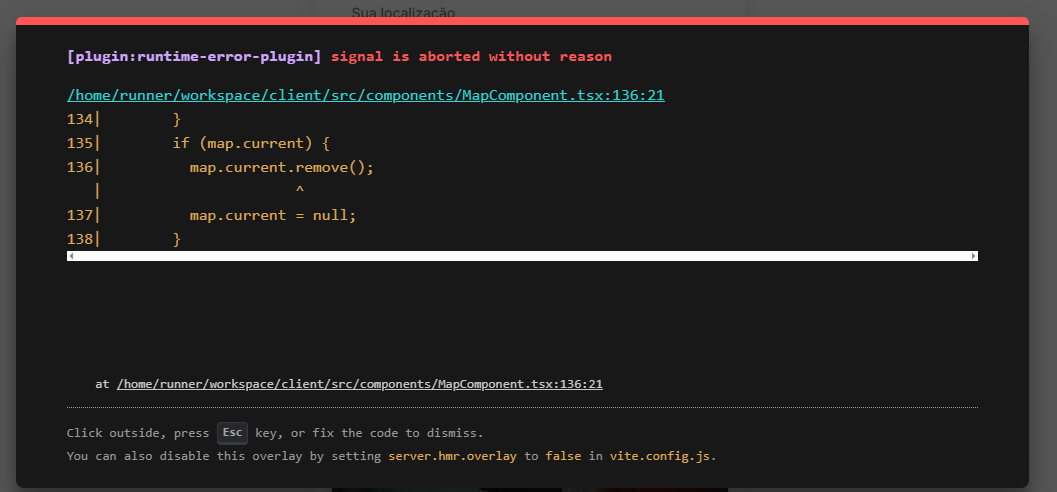 Sua localização
[plugin:runtime-error-plugin] signal is aborted without reason
/home/runner/workspace/client/src/components/MapComponent.tsx:136:21
134|        }
135|        if (map.current) {
136|          map.current.remove();
   |                      ^
137|          map.current = null;
138|        }
at /home/runner/workspace/client/src/components/MapComponent.tsx:136:21
Click outside, press Esc key, or fix the code to dismiss.
You can also disable this overlay by setting server.hmr.overlay to false in vite.config.js.